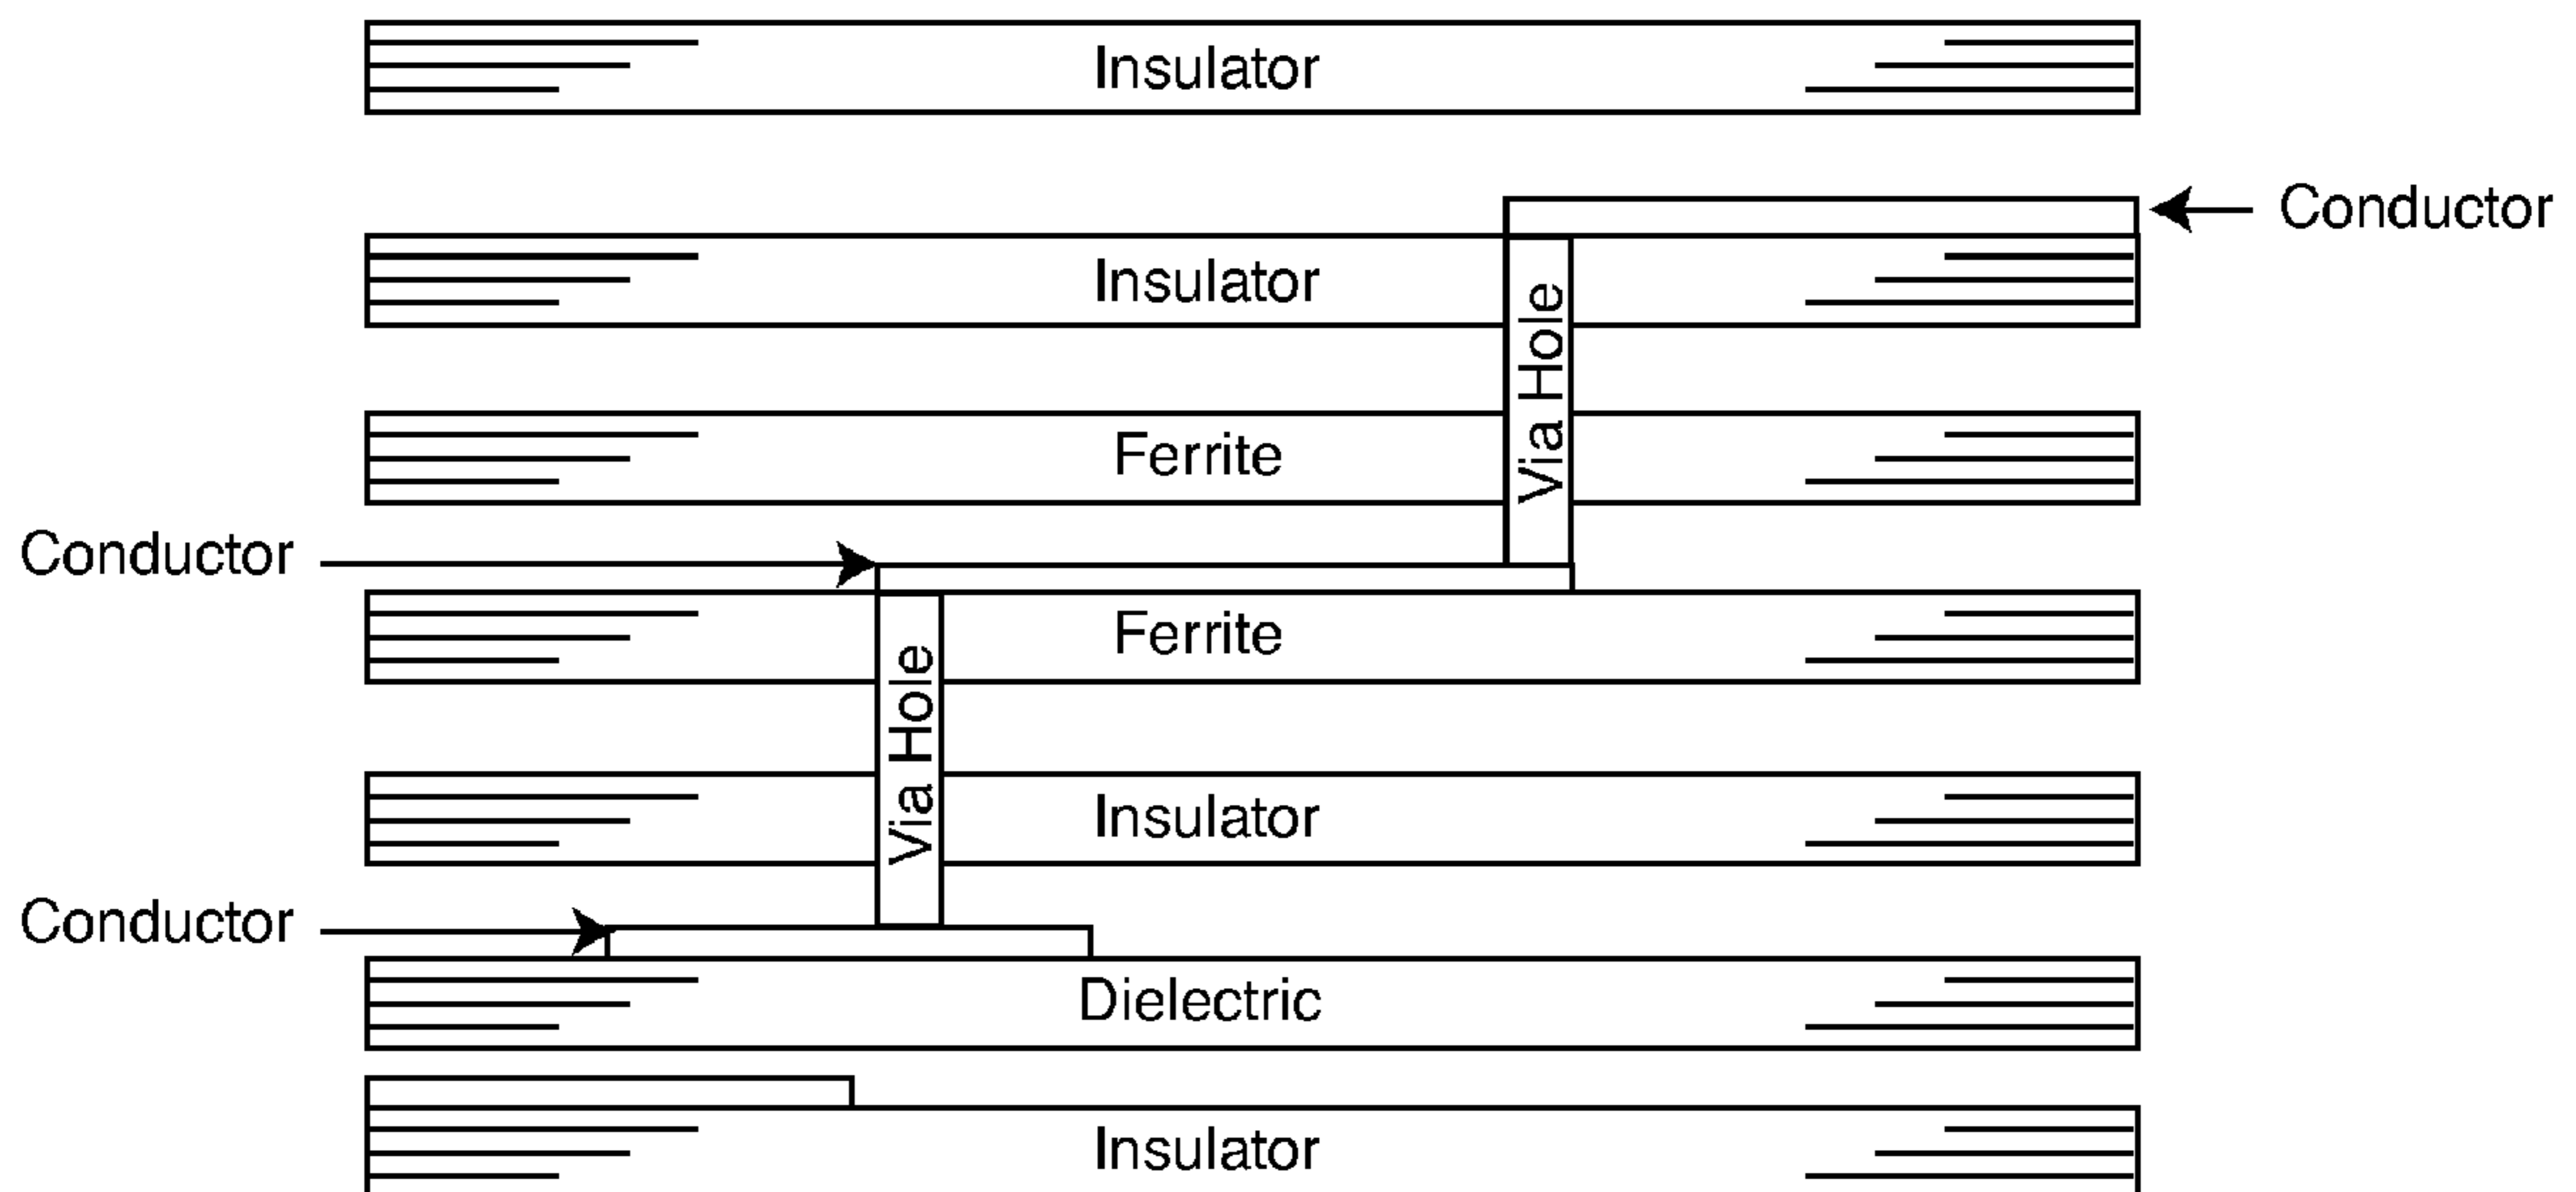 Insulator
Conductor
Insulator
Via Hole
Ferrite
Conductor
Ferrite
Via Hole
Insulator
Conductor
Dielectric
Insulator